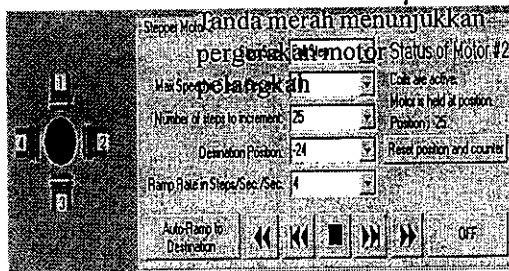 Stepper Moto
Tanda merah menunjukkan
pergerakan motor
pelangkah
Status of Motor #2
Max Spee
Coils are active.
Motor is held at position.
Number of steps to increment: 25
Position: -25
Destination Position: -24
Reset position and counter
Ramp Rate in Steps/Sec/Sec: 4
1
4
2
3
Auto-Ramp to
Destination
OFF